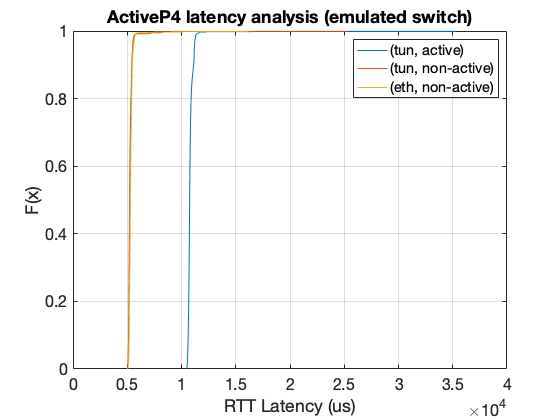 ActiveP4 latency analysis (emulated switch)
(tun, active)
(tun, non-active)
(eth, non-active)
F(x)
1
0.8
0.6
0.4
0.2
0
0 0.5 1 1.5 2 2.5 3 3.5 4
RTT Latency (us)
×10^4